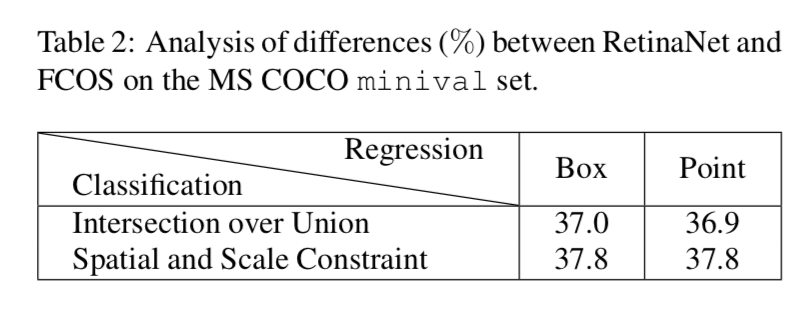 Table 2: Analysis of differences (%) between RetinaNet and
FCOS on the MS COCO minival set.
Regression
Classification
Box
Point
Intersection over Union 37.0 36.9
Spatial and Scale Constraint 37.8 37.8